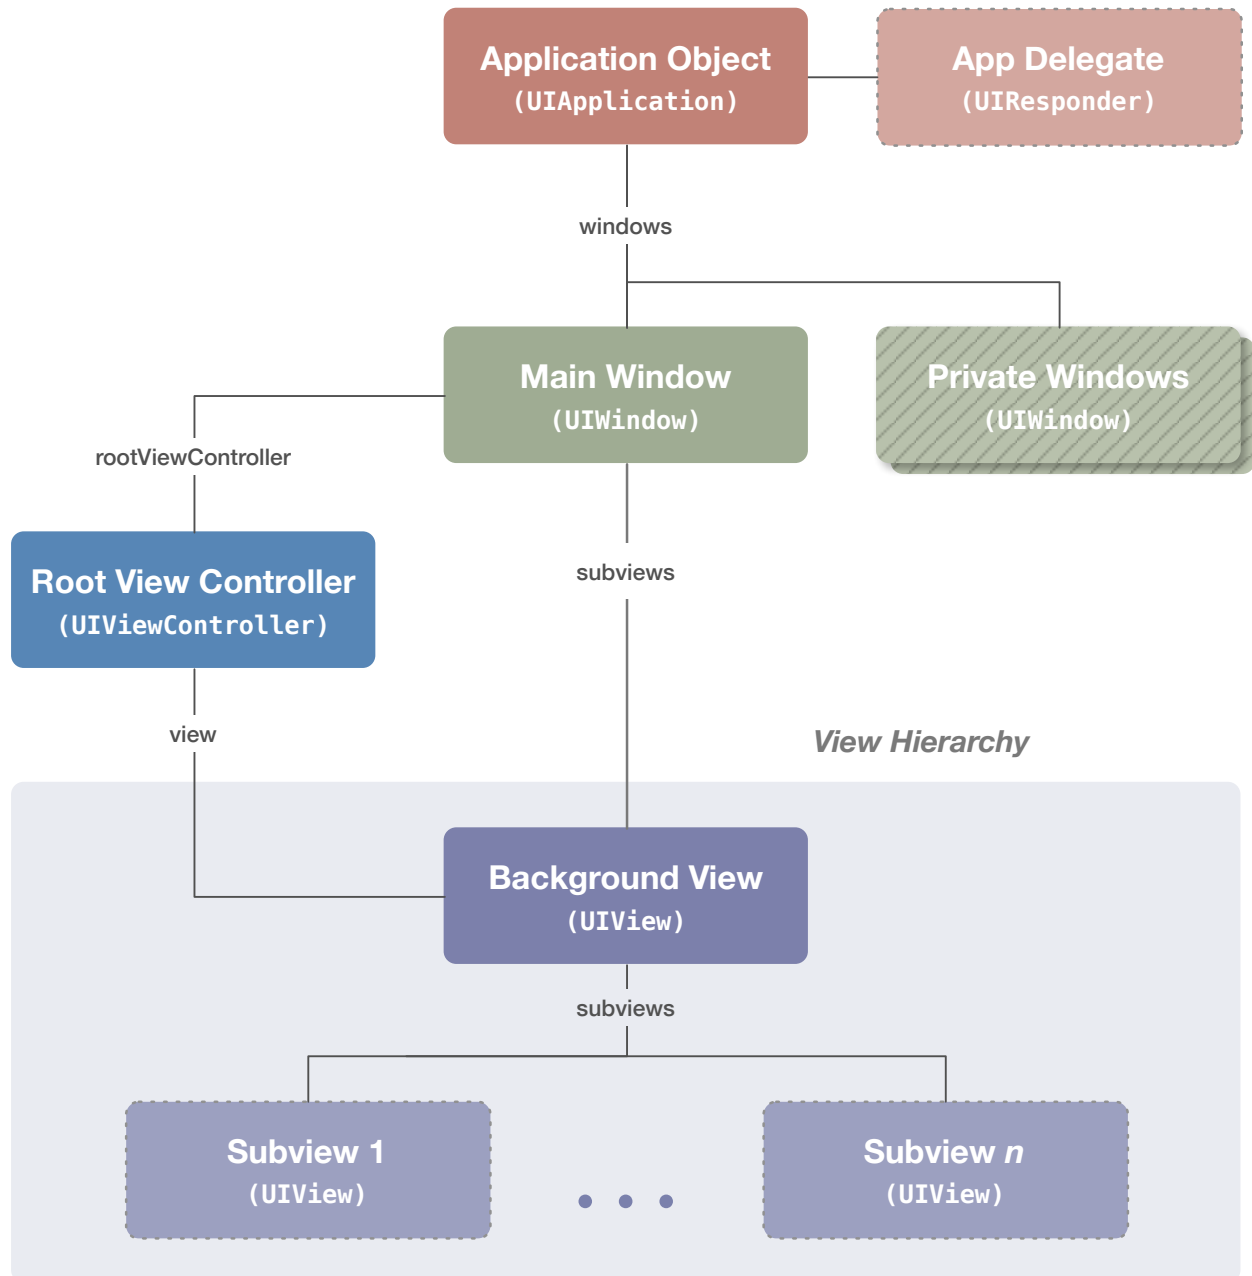 Application Object
(UIApplication)
App Delegate
(UIResponder)
windows
Main Window
(UIWindow)
Private Windows
(UIWindow)
rootViewController
Root View Controller
(UIViewController)
subviews
view
View Hierarchy
Background View
(UIView)
subviews
Subview 1
(UIView)
• • •
Subview n
(UIView)